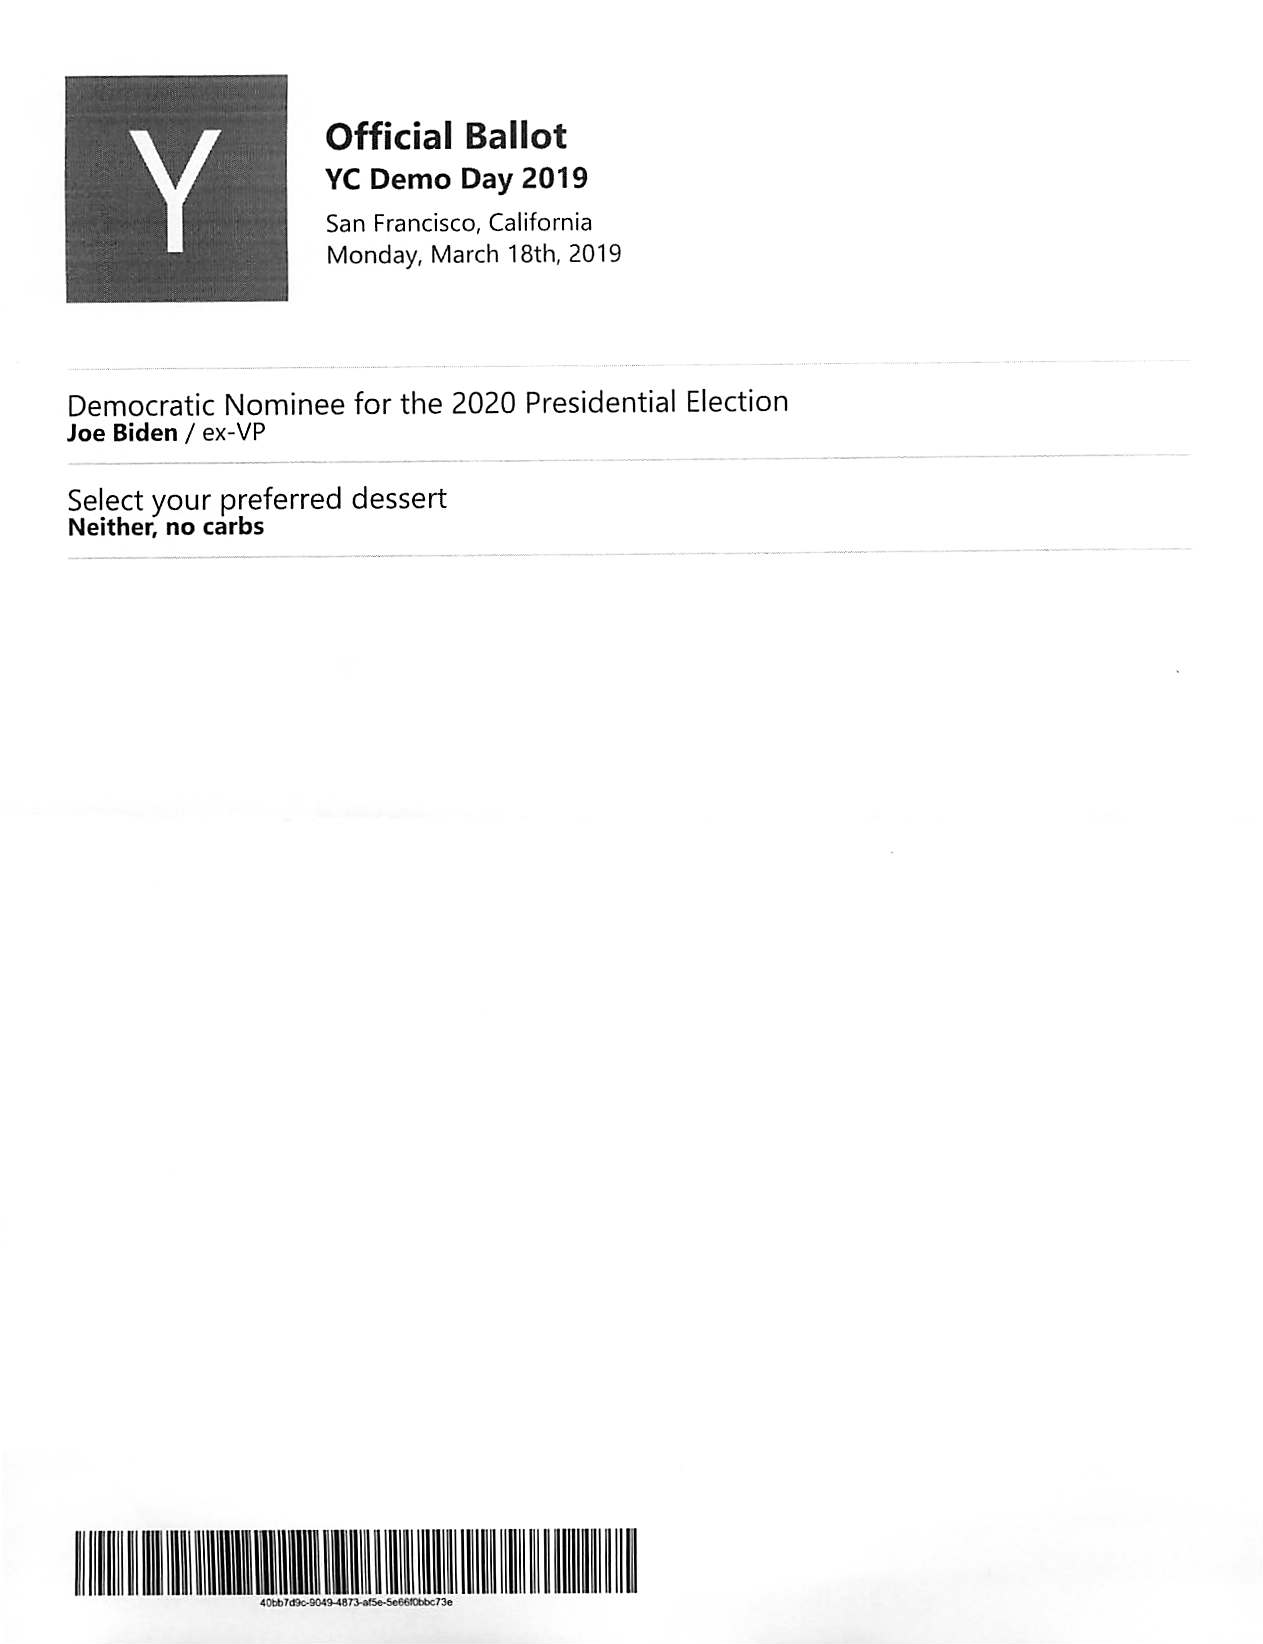 Y
Official Ballot
YC Demo Day 2019
San Francisco, California
Monday, March 18th, 2019
Democratic Nominee for the 2020 Presidential Election
Joe Biden / ex-VP
Select your preferred dessert
Neither, no carbs
40bb7d9c-9049-4873-af5e-5e66f0bbc73e